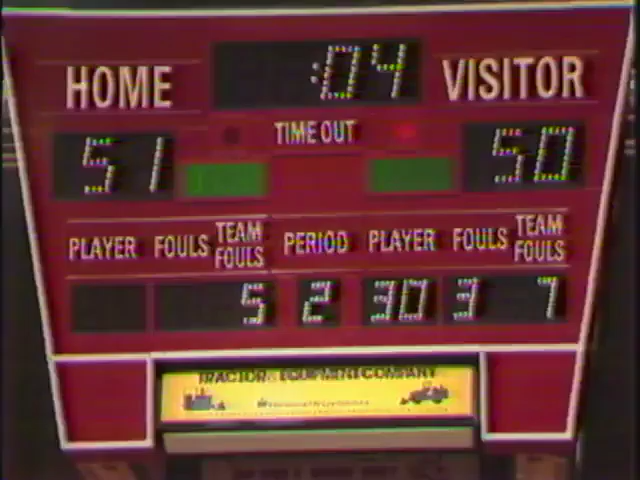 :04
HOME VISITOR
TIME OUT
51 50
PLAYER FOULS TEAM FOULS PERIOD PLAYER FOULS TEAM FOULS
5 2 30 3 7
TRACTOR & EQUIPMENT COMPANY